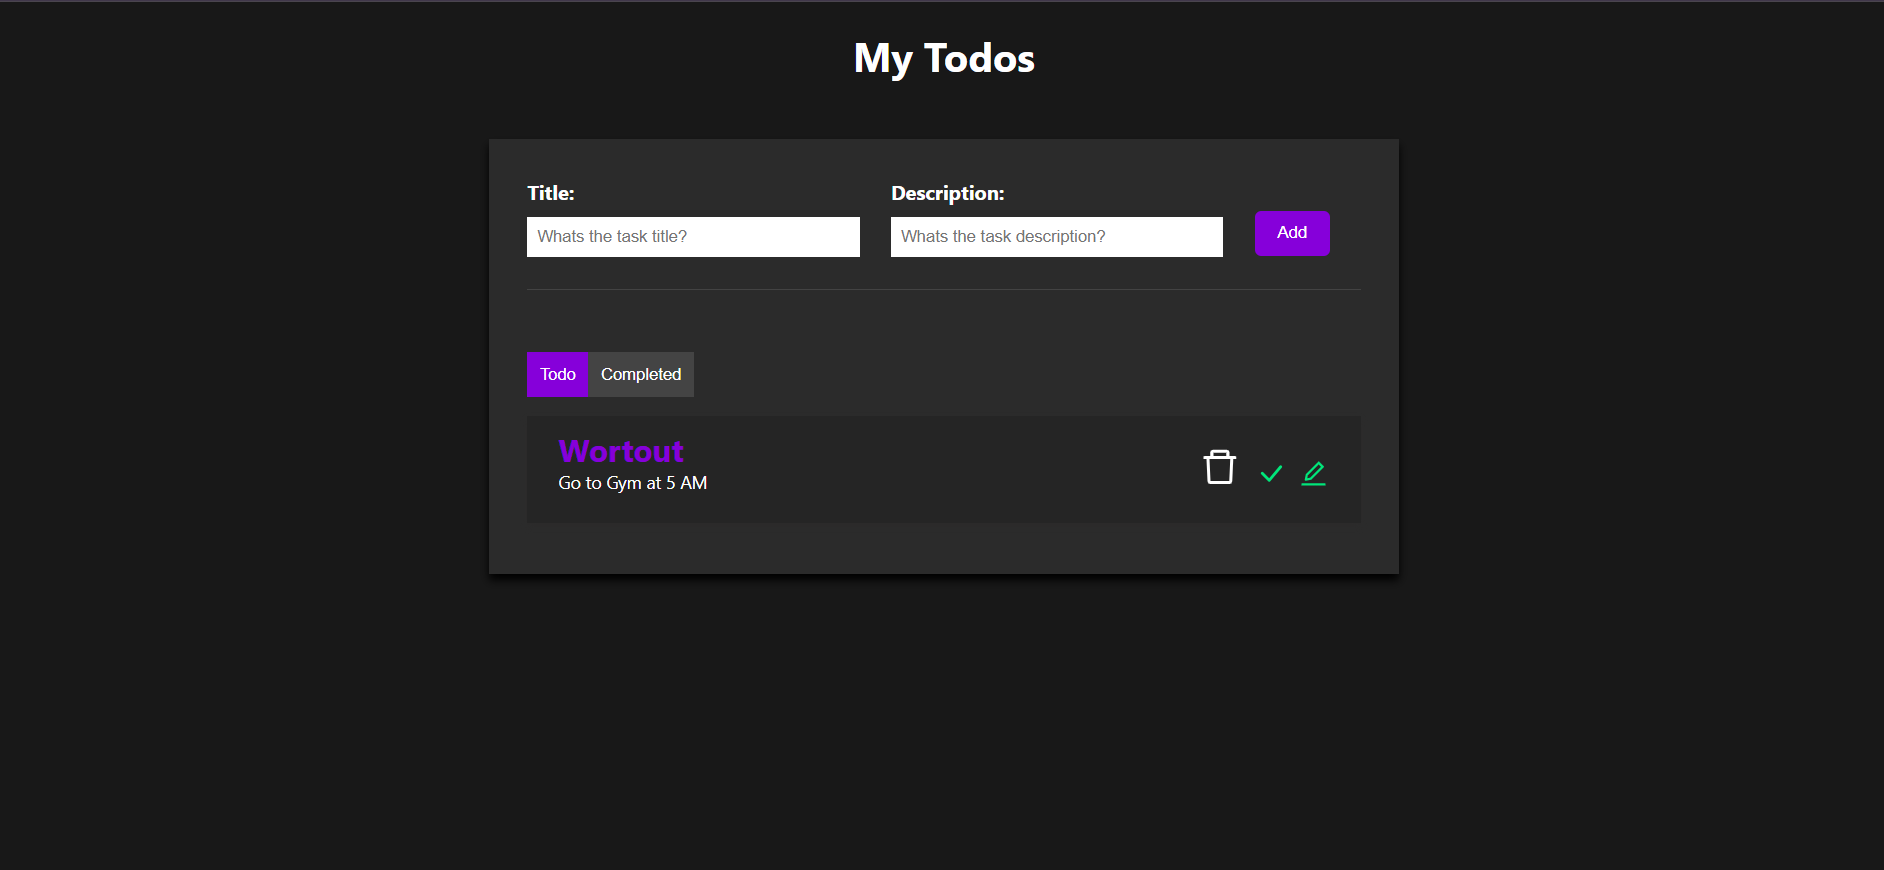 My Todos
Title:
Description:
Whats the task title?
Whats the task description?
Add
Todo
Completed
Wortout
Go to Gym at 5 AM